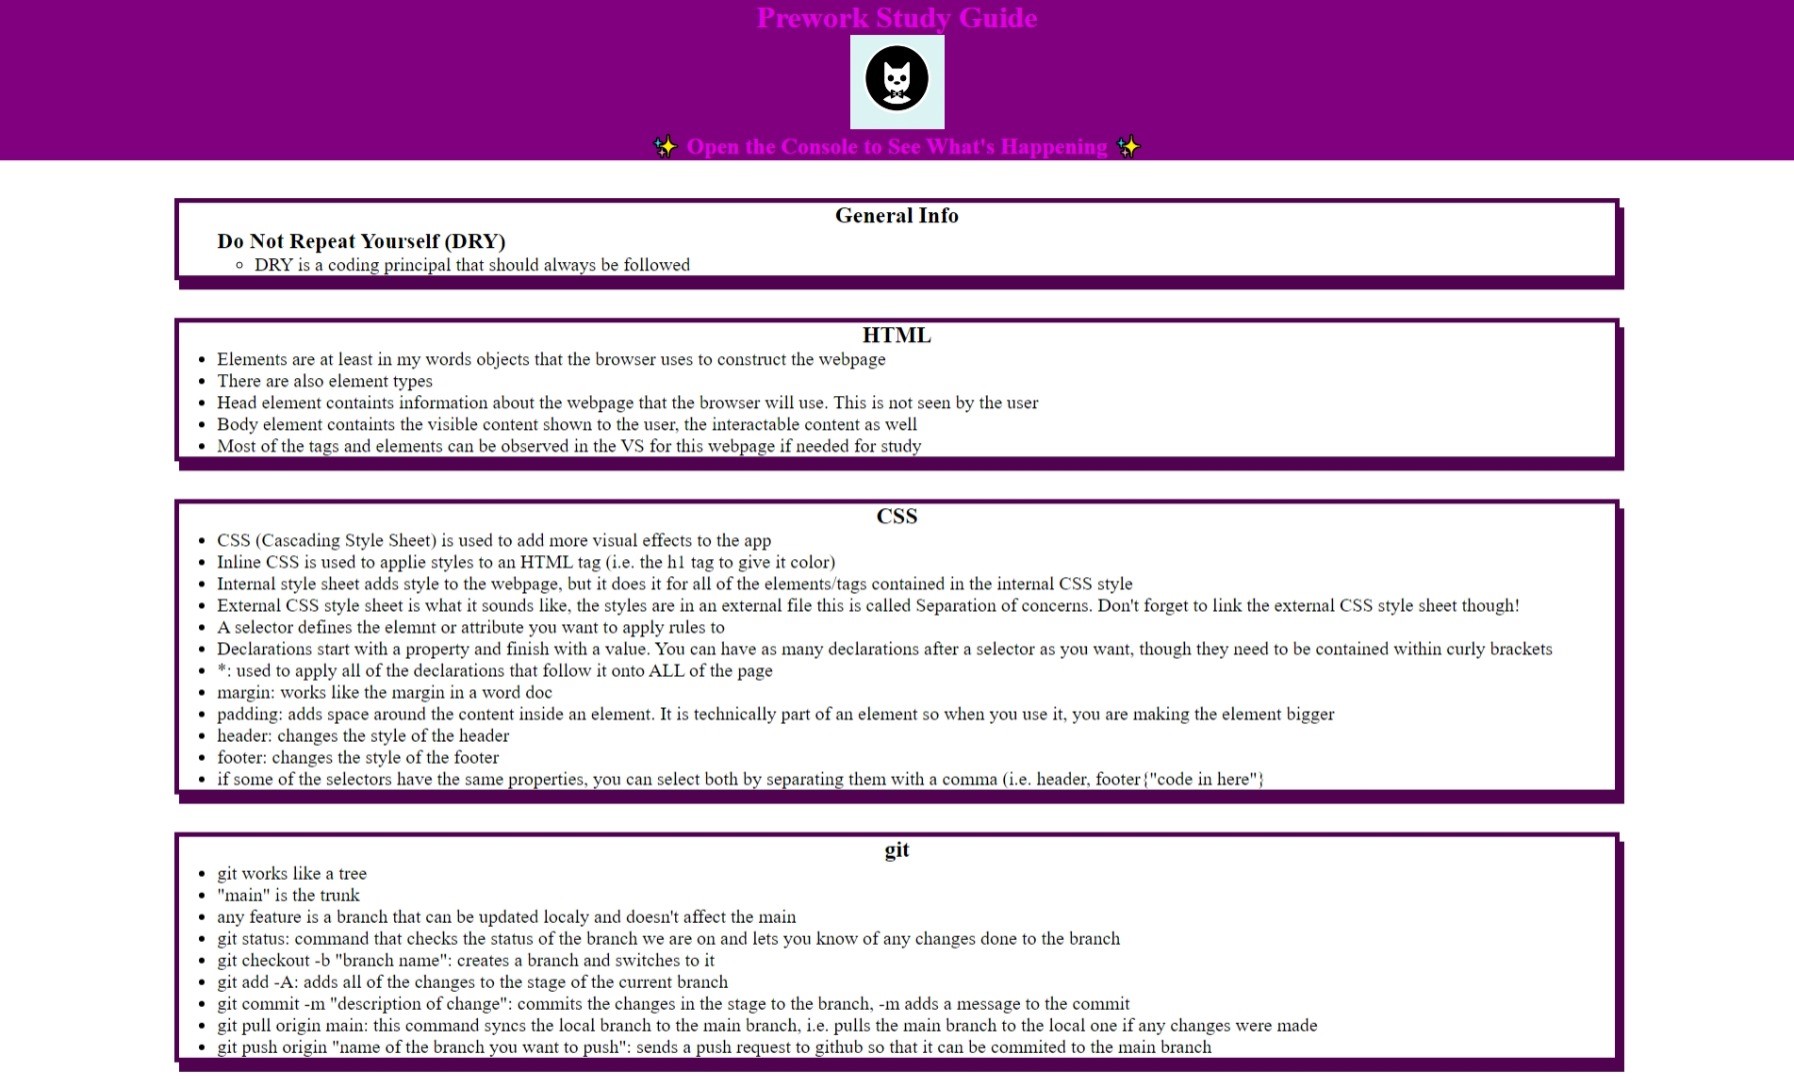 Prework Study Guide
✨ Open the Console to See What's Happening ✨
General Info
Do Not Repeat Yourself (DRY)
DRY is a coding principal that should always be followed
HTML
Elements are at least in my words objects that the browser uses to construct the webpage
There are also element types
Head element containts information about the webpage that the browser will use. This is not seen by the user
Body element containts the visible content shown to the user, the interactable content as well
Most of the tags and elements can be observed in the VS for this webpage if needed for study
CSS
CSS (Cascading Style Sheet) is used to add more visual effects to the app
Inline CSS is used to applie styles to an HTML tag (i.e. the h1 tag to give it color)
Internal style sheet adds style to the webpage, but it does it for all of the elements/tags contained in the internal CSS style
External CSS style sheet is what it sounds like, the styles are in an external file this is called Separation of concerns. Don't forget to link the external CSS style sheet though!
A selector defines the elemnt or attribute you want to apply rules to
Declarations start with a property and finish with a value. You can have as many declarations after a selector as you want, though they need to be contained within curly brackets
*: used to apply all of the declarations that follow it onto ALL of the page
margin: works like the margin in a word doc
padding: adds space around the content inside an element. It is technically part of an element so when you use it, you are making the element bigger
header: changes the style of the header
footer: changes the style of the footer
if some of the selectors have the same properties, you can select both by separating them with a comma (i.e. header, footer{"code in here"}
git
git works like a tree
"main" is the trunk
any feature is a branch that can be updated localy and doesn't affect the main
git status: command that checks the status of the branch we are on and lets you know of any changes done to the branch
git checkout -b "branch name": creates a branch and switches to it
git add -A: adds all of the changes to the stage of the current branch
git commit -m "description of change": commits the changes in the stage to the branch, -m adds a message to the commit
git pull origin main: this command syncs the local branch to the main branch, i.e. pulls the main branch to the local one if any changes were made
git push origin "name of the branch you want to push": sends a push request to github so that it can be commited to the main branch